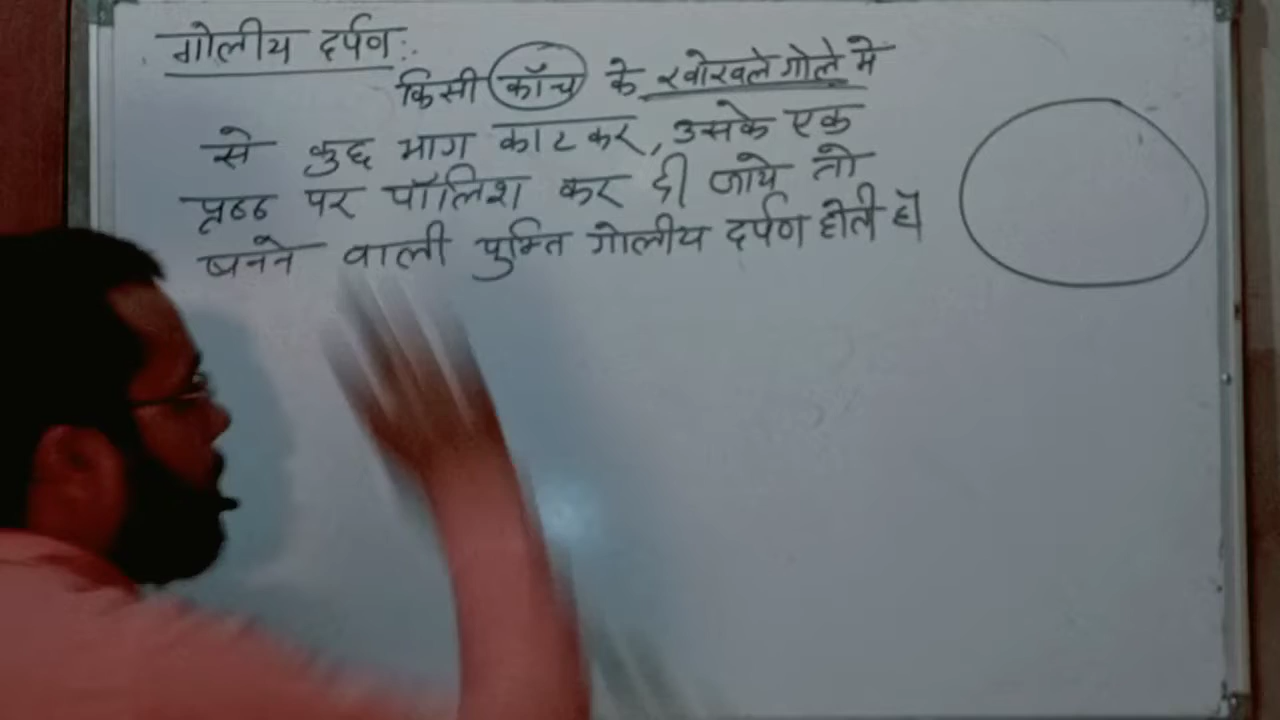 गोलीय दर्पण:.
किसी काँच के खोखले गोले मे
से कुछ भाग काटकर, उसके एक
पृष्ठ पर पॉलिश कर दी जाये तो
बनने वाली युक्ति गोलीय दर्पण होती है।